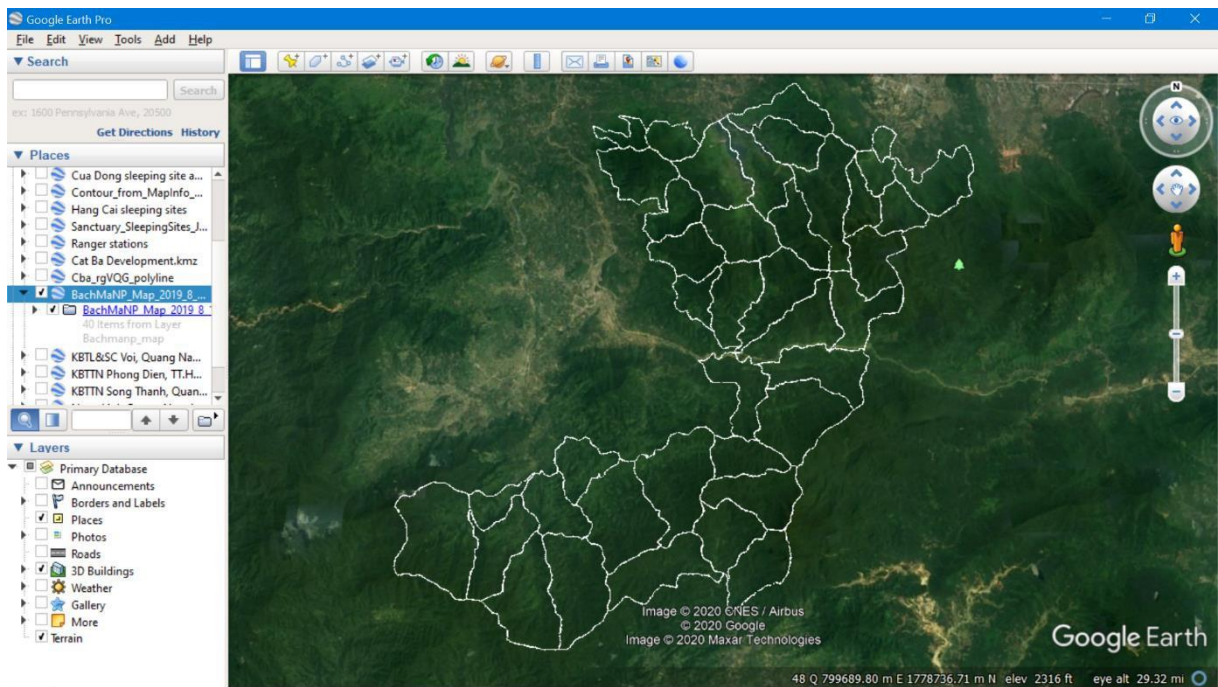 Google Earth Pro
File Edit View Tools Add Help
Search
Search
ex: 1600 Pennsylvania Ave, 20500
Get Directions History
Places
Cua Dong sleeping site a...
Contour_from_MapInfo_...
Hang Cai sleeping sites
Sanctuary_SleepingSites_J...
Ranger stations
Cat Ba Development.kmz
Cba_rgVQG_polyline
BachMaNP_Map_2019_8_...
BachMaNP_Map_2019_8_
40 Items from Layer
Bachmanp_map
KBTL&SC Voi, Quang Na...
KBTTN Phong Dien, TT.H...
KBTTN Song Thanh, Quan...
Layers
Primary Database
Announcements
Borders and Labels
Places
Photos
Roads
3D Buildings
Weather
Gallery
More
Terrain
N
Image © 2020 CNES / Airbus
© 2020 Google
Image © 2020 Maxar Technologies
Google Earth
48 Q 799689.80 m E 1778736.71 m N elev 2316 ft eye alt 29.32 mi